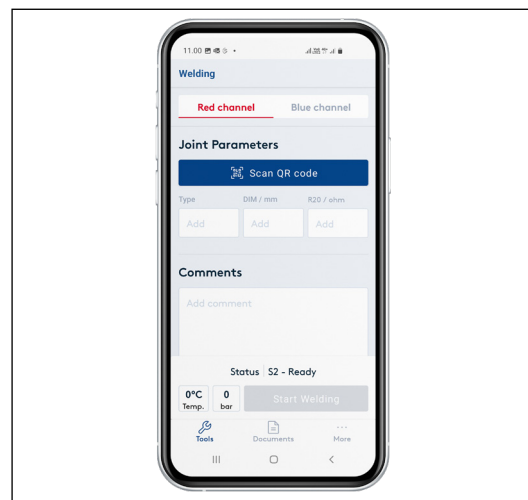 11.00
Welding
Red channel Blue channel
Joint Parameters
Scan QR code
Type DIM / mm R20 / ohm
Add Add Add
Comments
Add comment
Status S2 - Ready
0°C 0 Start Welding
Temp. bar
Tools Documents More